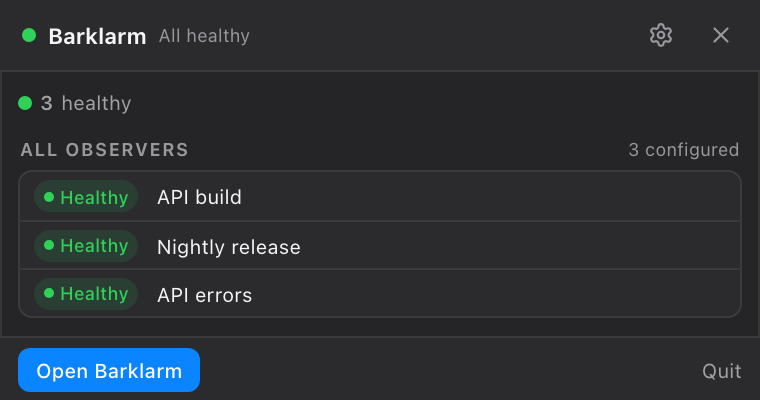 Barklarm All healthy
3 healthy
ALL OBSERVERS 3 configured
Healthy API build
Healthy Nightly release
Healthy API errors
Open Barklarm Quit